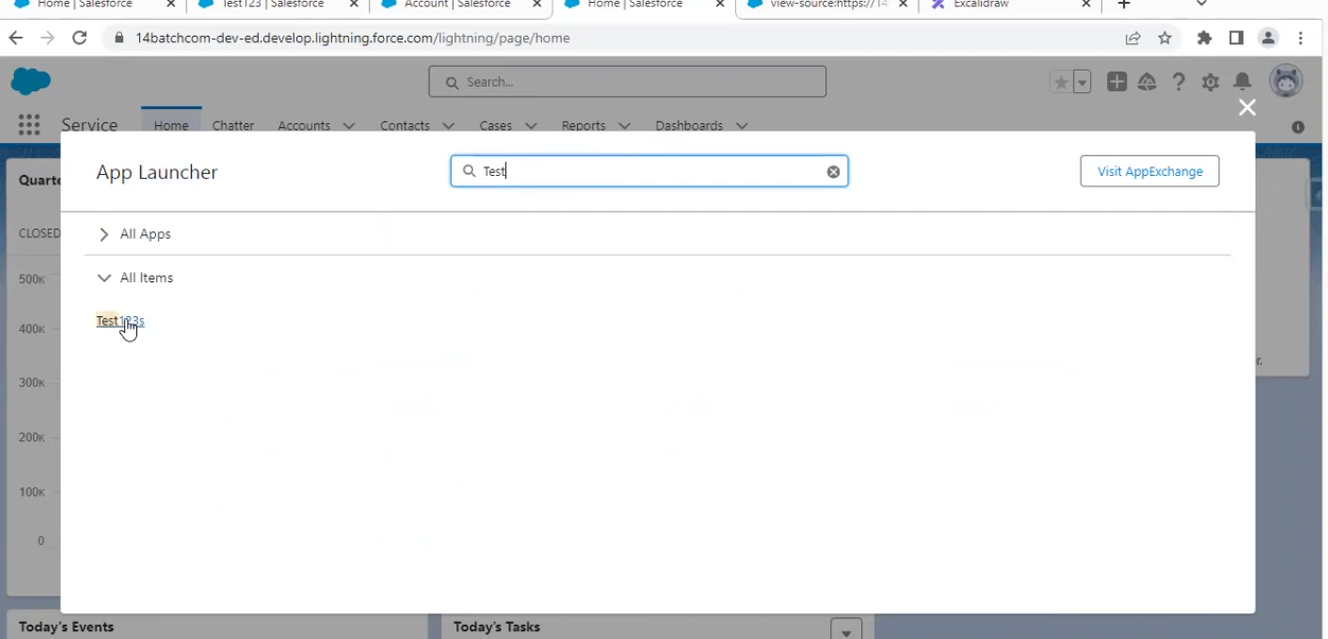 Home | Salesforce
Test123 | Salesforce
Account | Salesforce
Home | Salesforce
view-source:https://14
Excalidraw
14batchcom-dev-ed.develop.lightning.force.com/lightning/page/home
Search...
Service
Home
Chatter
Accounts
Contacts
Cases
Reports
Dashboards
App Launcher
Test
Visit AppExchange
Quarte
CLOSED
All Apps
All Items
Test123s
500K
400K
300K
200K
100K
0
r.
Today's Events
Today's Tasks